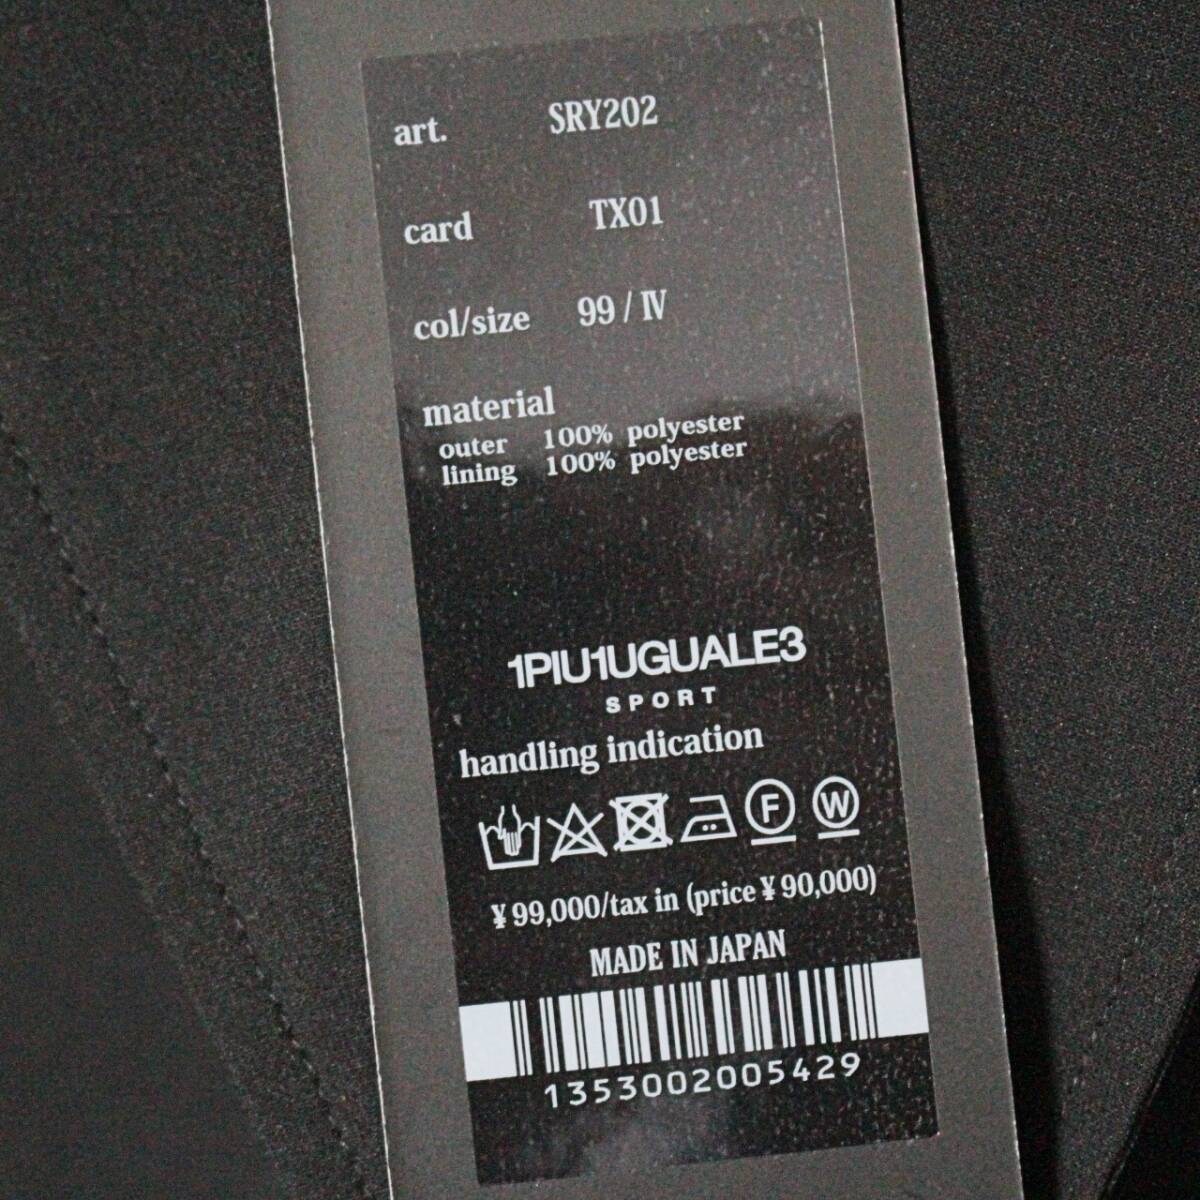 art. SRY202
card TX01
col/size 99 / Ⅳ
material
outer 100% polyester
lining 100% polyester
1PIU1UGUALE3
SPORT
handling indication
F W
¥ 99,000/tax in (price ¥ 90,000)
MADE IN JAPAN
1353002005429